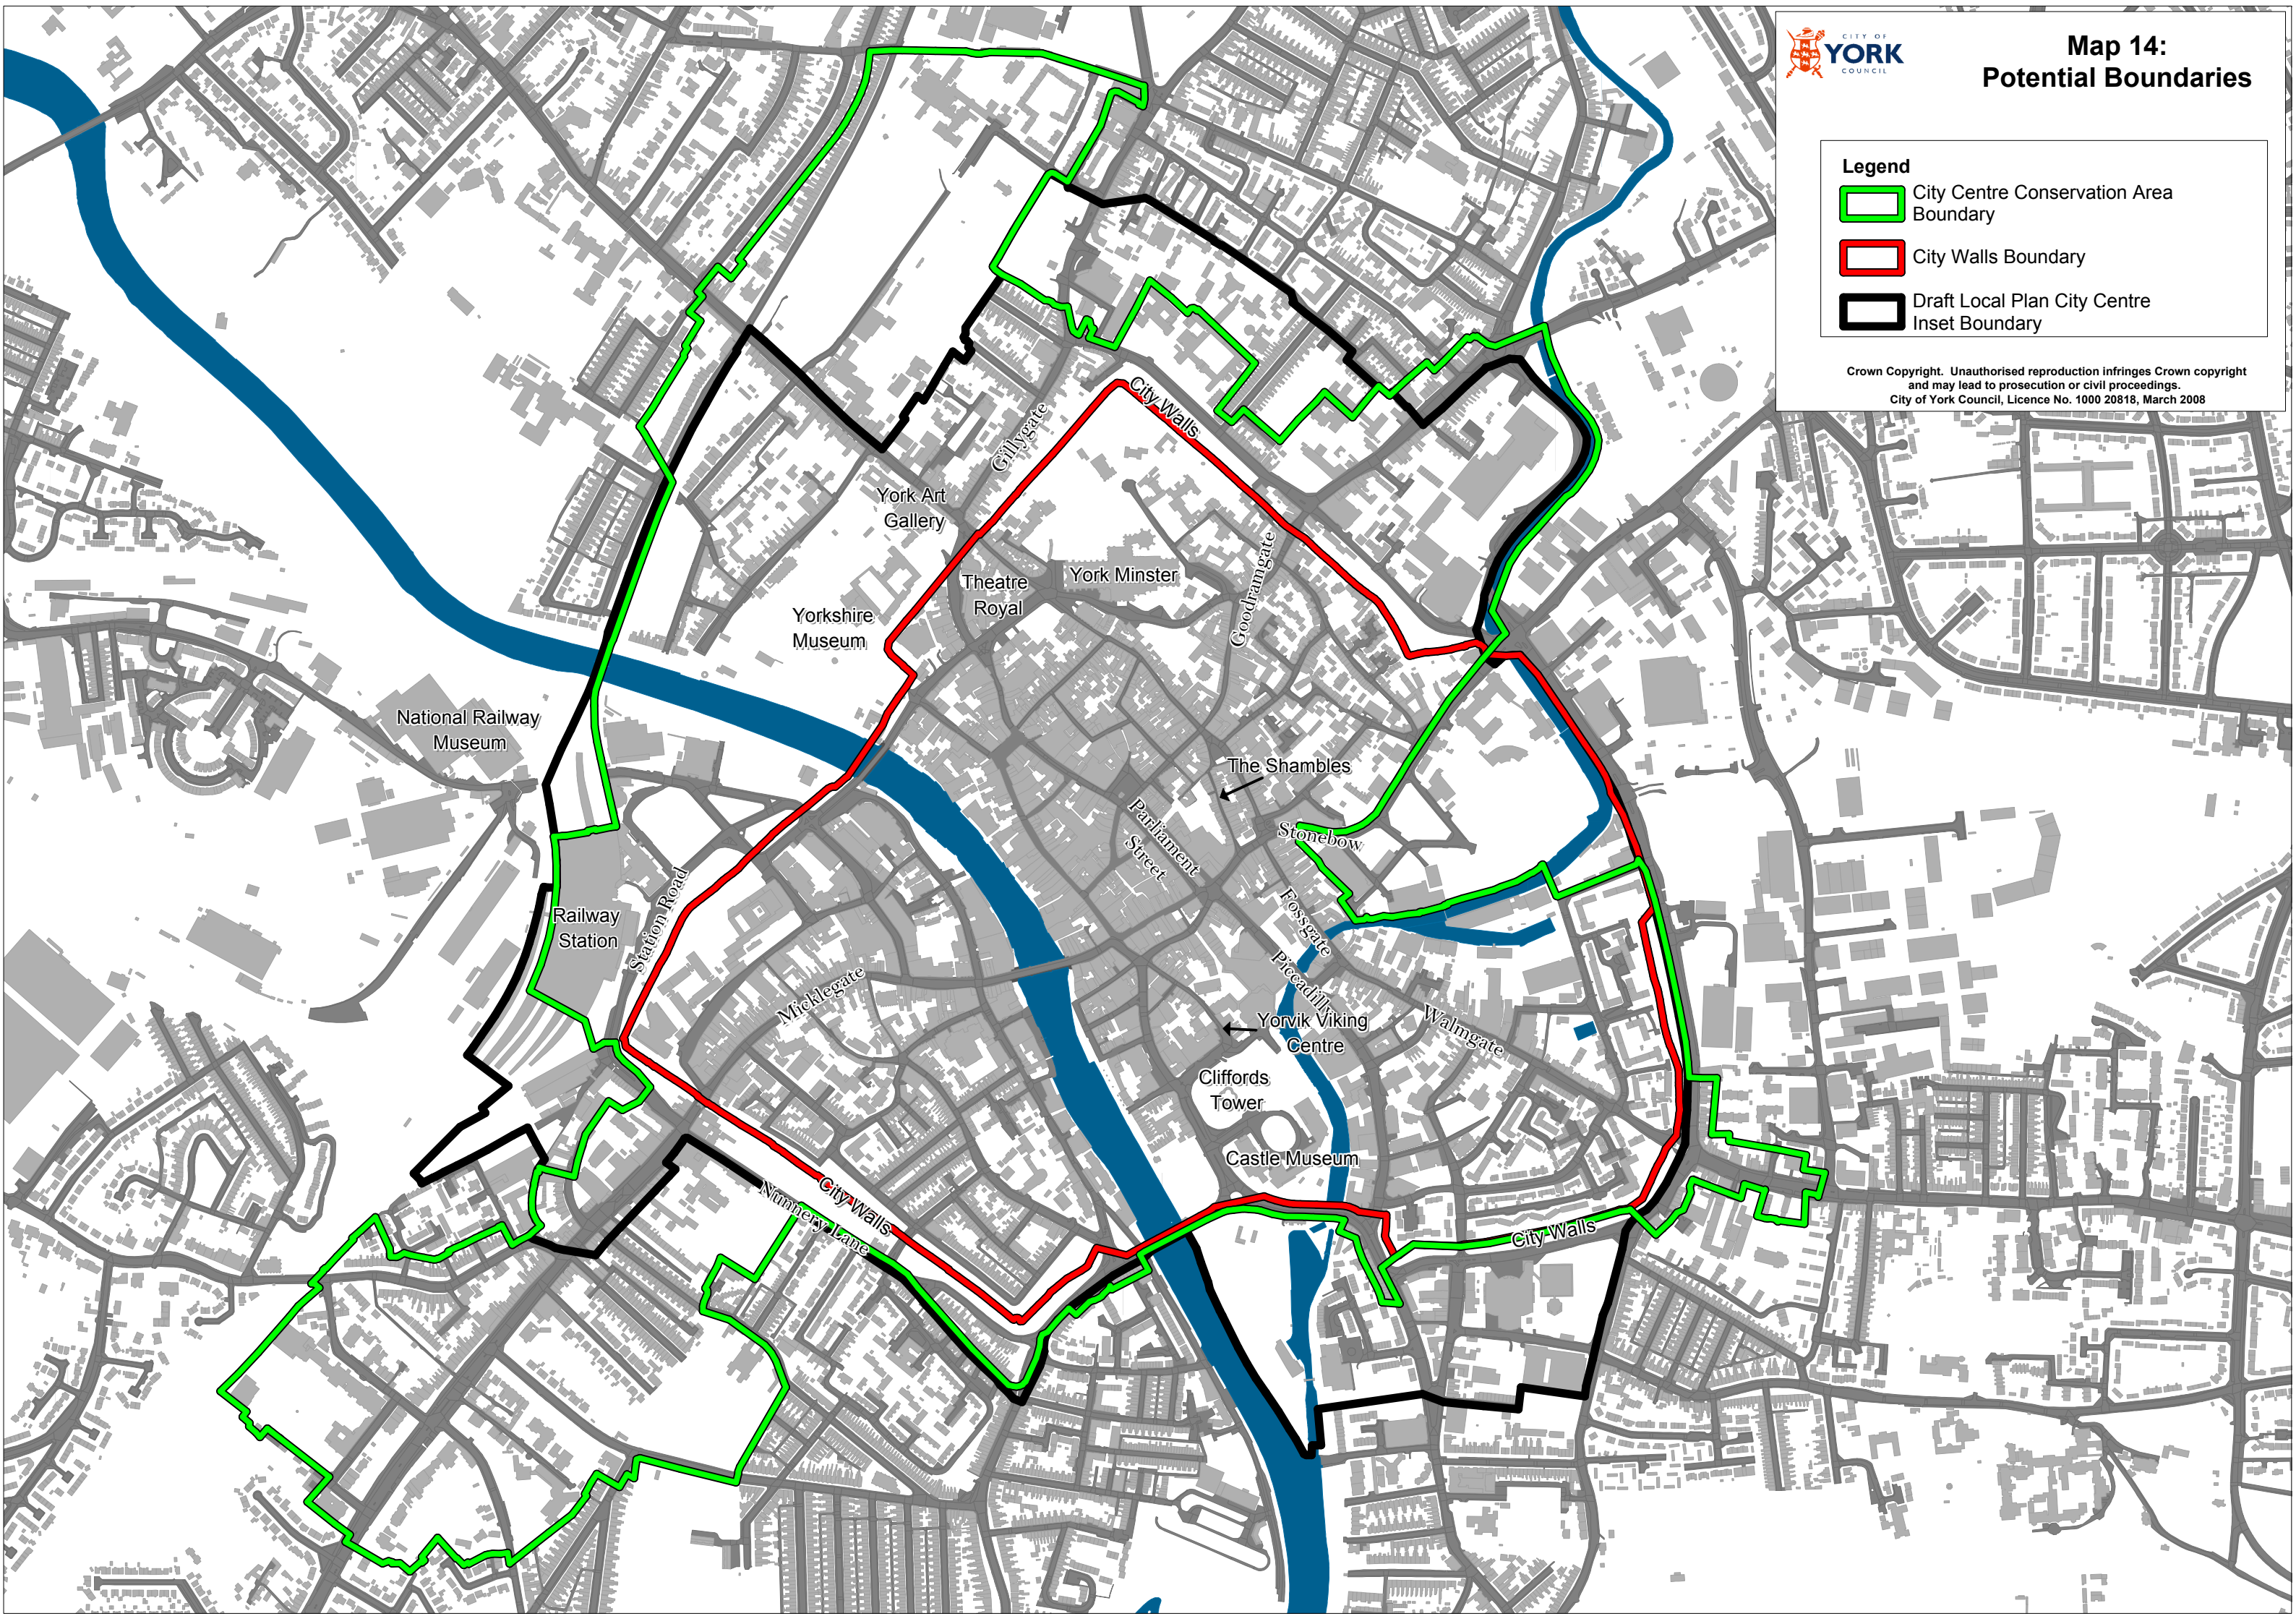 CITY OF
YORK
COUNCIL
Map 14:
Potential Boundaries
Legend
City Centre Conservation Area
Boundary
City Walls Boundary
Draft Local Plan City Centre
Inset Boundary
Crown Copyright. Unauthorised reproduction infringes Crown copyright
and may lead to prosecution or civil proceedings.
City of York Council, Licence No. 1000 20818, March 2008
City Walls
Gillygate
York Art
Gallery
Theatre
Royal
York Minster
Goodramgate
Yorkshire
Museum
National Railway
Museum
The Shambles
Parliament
Street
Stonebow
Railway
Station
Station Road
Fossgate
Piccadilly
Micklegate
Walmgate
Yorvik Viking
Centre
Cliffords
Tower
Castle Museum
City Walls
Nunnery Lane
City Walls